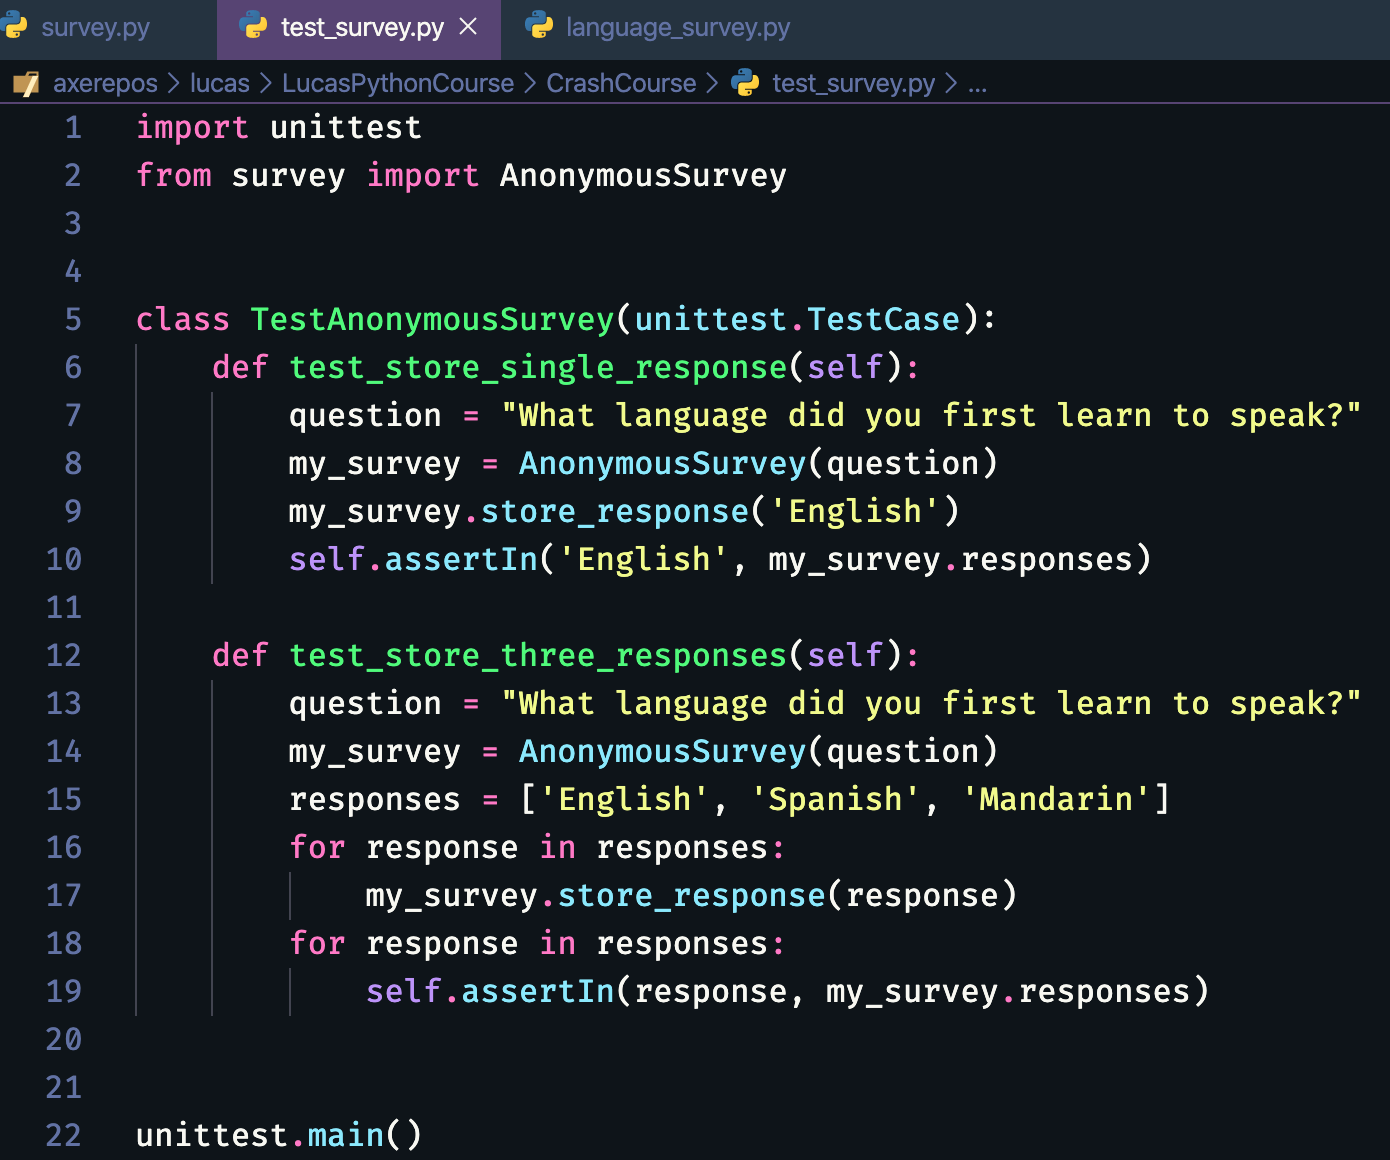 survey.py test_survey.py language_survey.py
axerepos > lucas > LucasPythonCourse > CrashCourse > test_survey.py > ...
1 import unittest
2 from survey import AnonymousSurvey
3
4
5 class TestAnonymousSurvey(unittest.TestCase):
6     def test_store_single_response(self):
7         question = "What language did you first learn to speak?"
8         my_survey = AnonymousSurvey(question)
9         my_survey.store_response('English')
10         self.assertIn('English', my_survey.responses)
11
12     def test_store_three_responses(self):
13         question = "What language did you first learn to speak?"
14         my_survey = AnonymousSurvey(question)
15         responses = ['English', 'Spanish', 'Mandarin']
16         for response in responses:
17             my_survey.store_response(response)
18         for response in responses:
19             self.assertIn(response, my_survey.responses)
20
21
22 unittest.main()